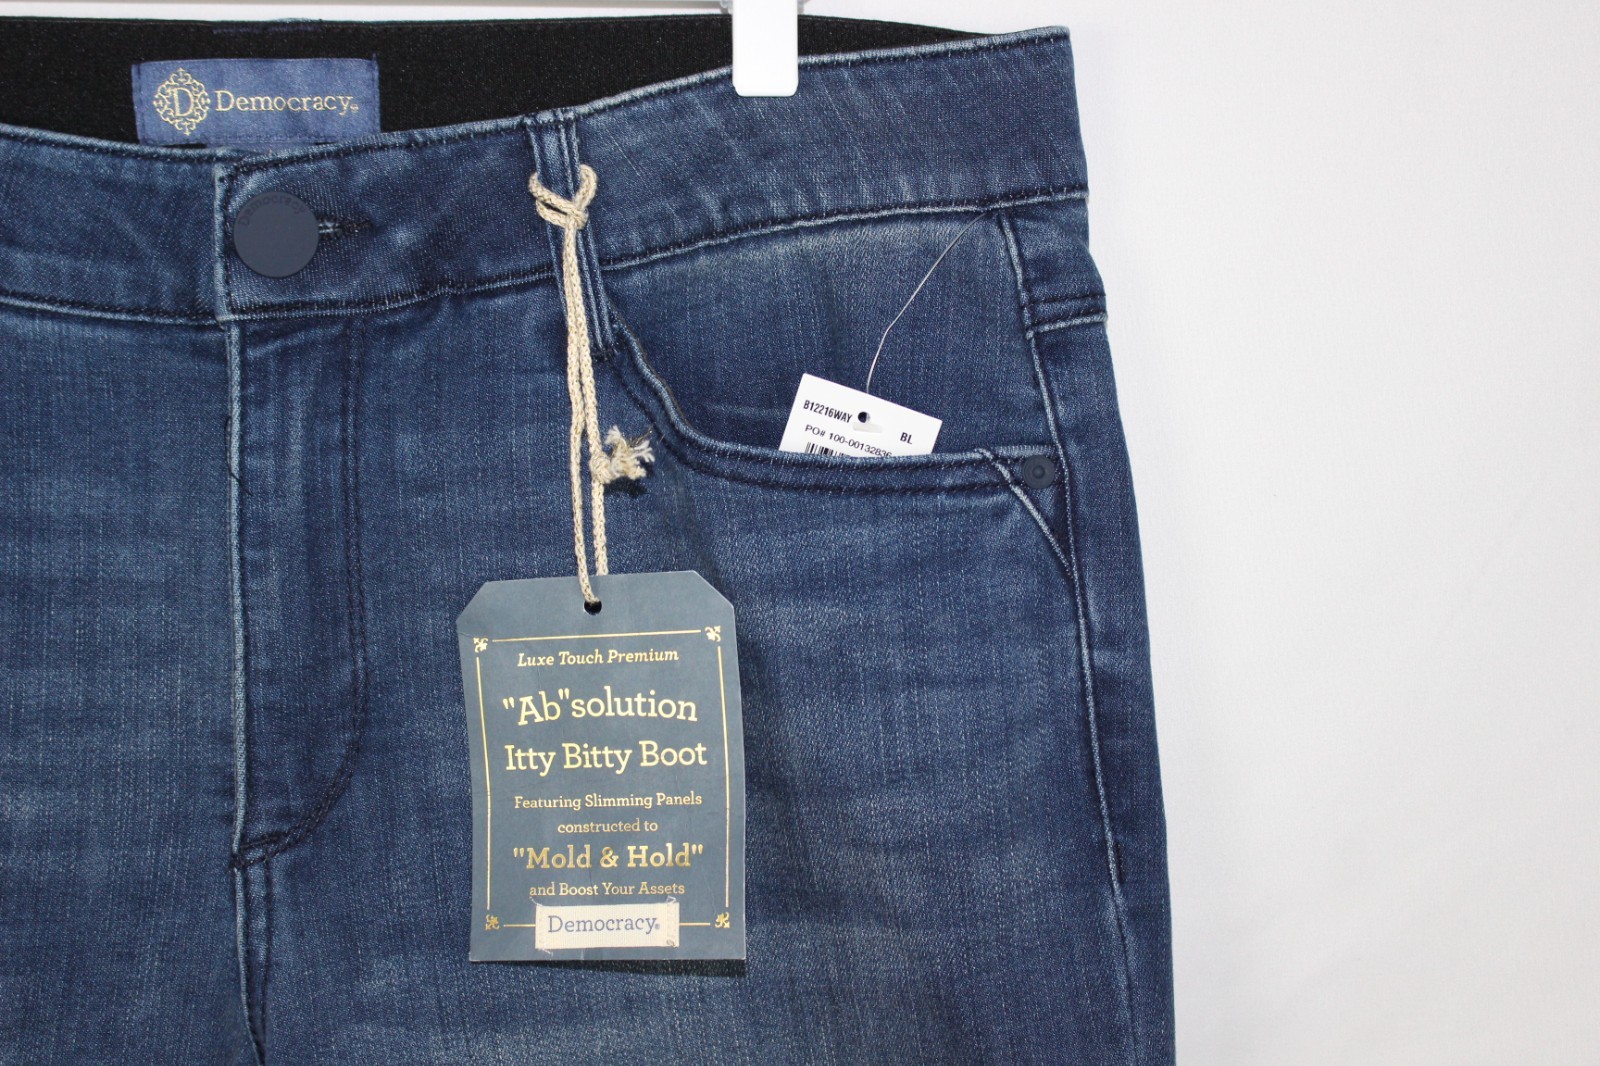 D Democracy®
Democracy
B12216WAY
BL
PO# 100-00132836
Luxe Touch Premium
"Ab"solution
Itty Bitty Boot
Featuring Slimming Panels
constructed to
"Mold & Hold"
and Boost Your Assets
Democracy®